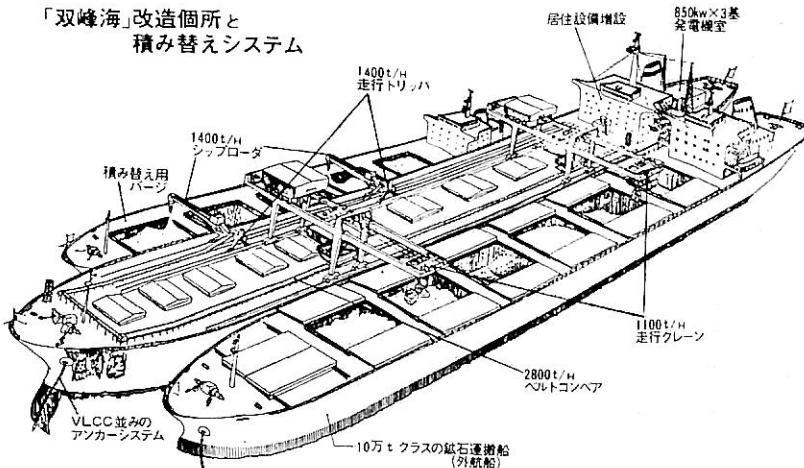 「双峰海」改造個所と
積み替えシステム
居住設備増設
850kw×3基
発電機室
1400t/H
走行トリッパ
1400t/H
シップローダ
積み替え用
バージ
1100t/H
走行クレーン
2800t/H
ベルトコンベア
VLCC並みの
アンカーシステム
10万tクラスの鉱石運搬船
(外航船)